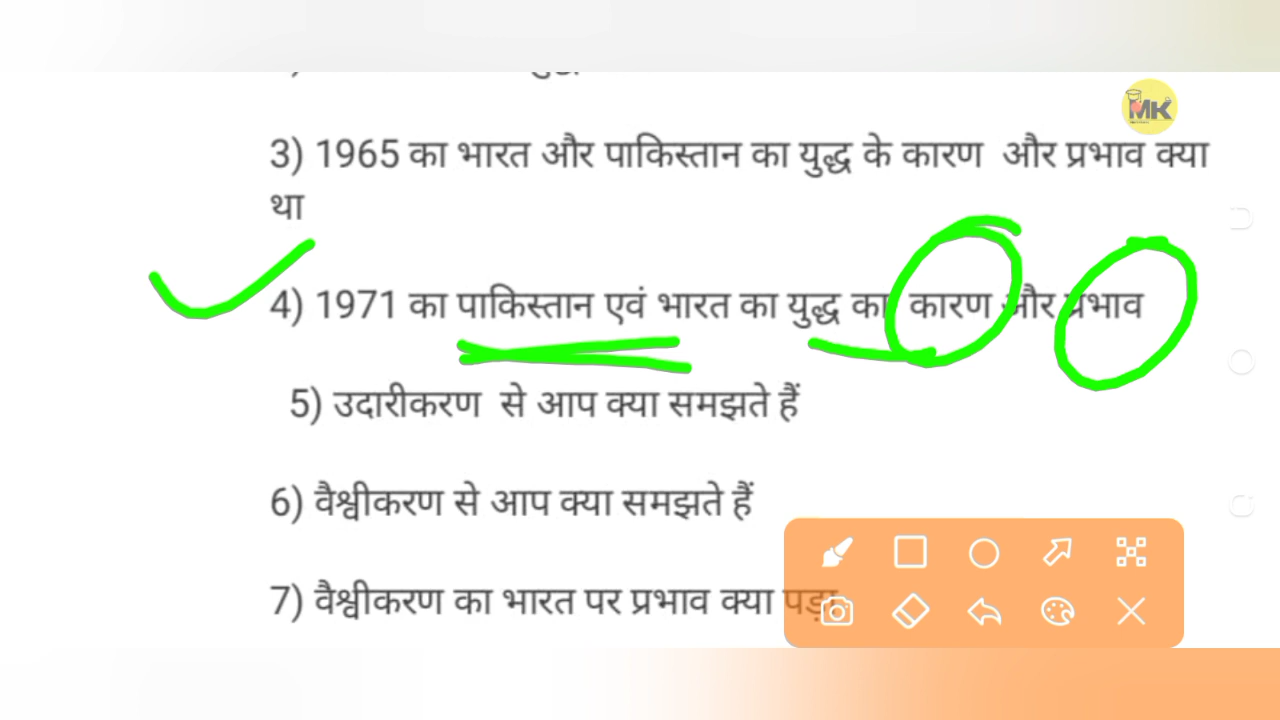 MK
3) 1965 का भारत और पाकिस्तान का युद्ध के कारण और प्रभाव क्या
था
4) 1971 का पाकिस्तान एवं भारत का युद्ध का कारण और प्रभाव
5) उदारीकरण से आप क्या समझते हैं
6) वैश्वीकरण से आप क्या समझते हैं
7) वैश्वीकरण का भारत पर प्रभाव क्या पड़ा